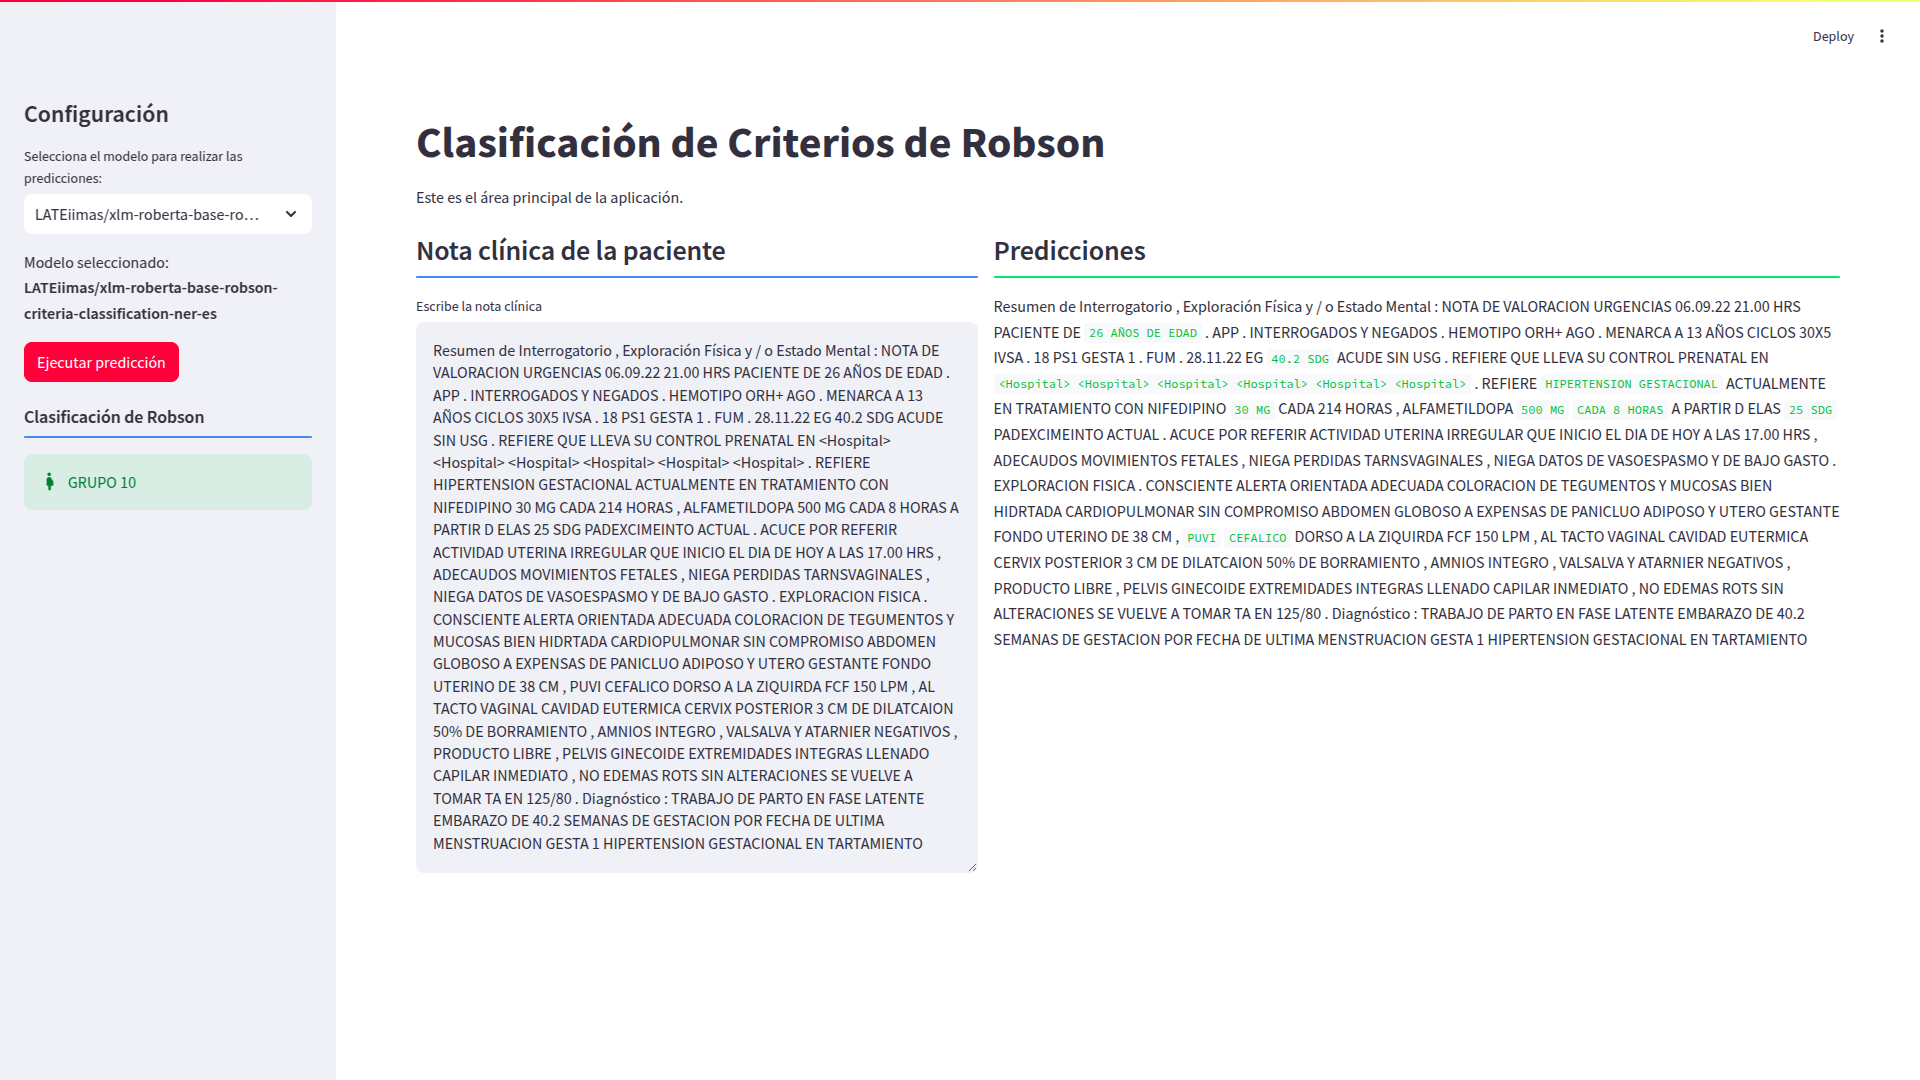 Deploy
Configuración
Selecciona el modelo para realizar las
predicciones:
LATEiimas/xlm-roberta-base-ro...
Modelo seleccionado:
LATEiimas/xlm-roberta-base-robson-
criteria-classification-ner-es
Ejecutar predicción
Clasificación de Robson
GRUPO 10
Clasificación de Criterios de Robson
Este es el área principal de la aplicación.
Nota clínica de la paciente
Escribe la nota clínica
Resumen de Interrogatorio , Exploración Física y / o Estado Mental : NOTA DE
VALORACION URGENCIAS 06.09.22 21.00 HRS PACIENTE DE 26 AÑOS DE EDAD .
APP . INTERROGADOS Y NEGADOS . HEMOTIPO ORH+ AGO . MENARCA A 13
AÑOS CICLOS 30X5 IVSA . 18 PS1 GESTA 1 . FUM . 28.11.22 EG 40.2 SDG ACUDE
SIN USG . REFIERE QUE LLEVA SU CONTROL PRENATAL EN <Hospital>
<Hospital> <Hospital> <Hospital> <Hospital> <Hospital> . REFIERE
HIPERTENSION GESTACIONAL ACTUALMENTE EN TRATAMIENTO CON
NIFEDIPINO 30 MG CADA 214 HORAS , ALFAMETILDOPA 500 MG CADA 8 HORAS A
PARTIR D ELAS 25 SDG PADEXCIMEINTO ACTUAL . ACUCE POR REFERIR
ACTIVIDAD UTERINA IRREGULAR QUE INICIO EL DIA DE HOY A LAS 17.00 HRS ,
ADECAUDOS MOVIMIENTOS FETALES , NIEGA PERDIDAS TARNSVAGINALES ,
NIEGA DATOS DE VASOESPASMO Y DE BAJO GASTO . EXPLORACION FISICA .
CONSCIENTE ALERTA ORIENTADA ADECUADA COLORACION DE TEGUMENTOS Y
MUCOSAS BIEN HIDRTADA CARDIOPULMONAR SIN COMPROMISO ABDOMEN
GLOBOSO A EXPENSAS DE PANICLUO ADIPOSO Y UTERO GESTANTE FONDO
UTERINO DE 38 CM , PUVI CEFALICO DORSO A LA ZIQUIRDA FCF 150 LPM , AL
TACTO VAGINAL CAVIDAD EUTERMICA CERVIX POSTERIOR 3 CM DE DILATCAION
50% DE BORRAMIENTO , AMNIOS INTEGRO , VALSALVA Y ATARNIER NEGATIVOS ,
PRODUCTO LIBRE , PELVIS GINECOIDE EXTREMIDADES INTEGRAS LLENADO
CAPILAR INMEDIATO , NO EDEMAS ROTS SIN ALTERACIONES SE VUELVE A
TOMAR TA EN 125/80 . Diagnóstico : TRABAJO DE PARTO EN FASE LATENTE
EMBARAZO DE 40.2 SEMANAS DE GESTACION POR FECHA DE ULTIMA
MENSTRUACION GESTA 1 HIPERTENSION GESTACIONAL EN TARTAMIENTO
Predicciones
Resumen de Interrogatorio , Exploración Física y / o Estado Mental : NOTA DE VALORACION URGENCIAS 06.09.22 21.00 HRS
PACIENTE DE 26 AÑOS DE EDAD . APP . INTERROGADOS Y NEGADOS . HEMOTIPO ORH+ AGO . MENARCA A 13 AÑOS CICLOS 30X5
IVSA . 18 PS1 GESTA 1 . FUM . 28.11.22 EG 40.2 SDG ACUDE SIN USG . REFIERE QUE LLEVA SU CONTROL PRENATAL EN
<Hospital> <Hospital> <Hospital> <Hospital> <Hospital> <Hospital> . REFIERE HIPERTENSION GESTACIONAL ACTUALMENTE
EN TRATAMIENTO CON NIFEDIPINO 30 MG CADA 214 HORAS , ALFAMETILDOPA 500 MG CADA 8 HORAS A PARTIR D ELAS 25 SDG
PADEXCIMEINTO ACTUAL . ACUCE POR REFERIR ACTIVIDAD UTERINA IRREGULAR QUE INICIO EL DIA DE HOY A LAS 17.00 HRS ,
ADECAUDOS MOVIMIENTOS FETALES , NIEGA PERDIDAS TARNSVAGINALES , NIEGA DATOS DE VASOESPASMO Y DE BAJO GASTO .
EXPLORACION FISICA . CONSCIENTE ALERTA ORIENTADA ADECUADA COLORACION DE TEGUMENTOS Y MUCOSAS BIEN
HIDRTADA CARDIOPULMONAR SIN COMPROMISO ABDOMEN GLOBOSO A EXPENSAS DE PANICLUO ADIPOSO Y UTERO GESTANTE
FONDO UTERINO DE 38 CM , PUVI CEFALICO DORSO A LA ZIQUIRDA FCF 150 LPM , AL TACTO VAGINAL CAVIDAD EUTERMICA
CERVIX POSTERIOR 3 CM DE DILATCAION 50% DE BORRAMIENTO , AMNIOS INTEGRO , VALSALVA Y ATARNIER NEGATIVOS ,
PRODUCTO LIBRE , PELVIS GINECOIDE EXTREMIDADES INTEGRAS LLENADO CAPILAR INMEDIATO , NO EDEMAS ROTS SIN
ALTERACIONES SE VUELVE A TOMAR TA EN 125/80 . Diagnóstico : TRABAJO DE PARTO EN FASE LATENTE EMBARAZO DE 40.2
SEMANAS DE GESTACION POR FECHA DE ULTIMA MENSTRUACION GESTA 1 HIPERTENSION GESTACIONAL EN TARTAMIENTO